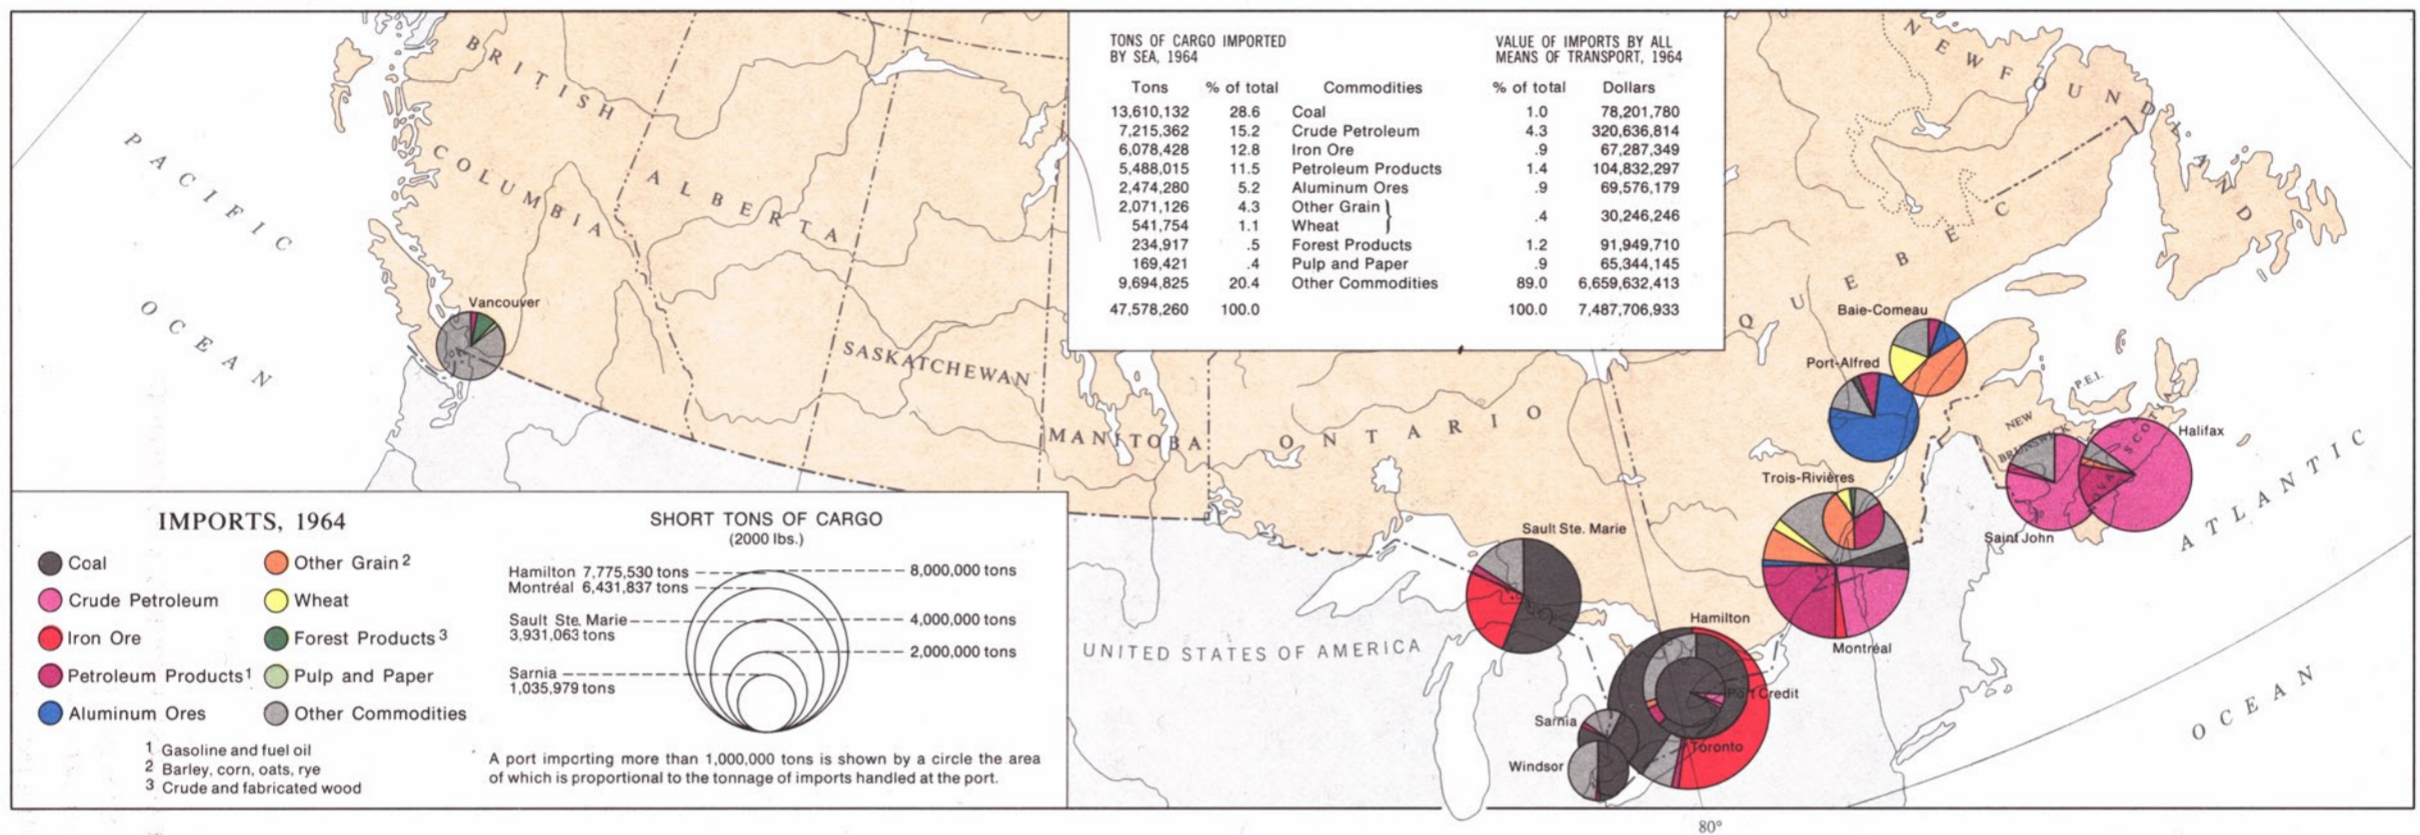 TONS OF CARGO IMPORTED
BY SEA, 1964
VALUE OF IMPORTS BY ALL
MEANS OF TRANSPORT, 1964
Tons % of total Commodities % of total Dollars
13,610,132 28.6 Coal 1.0 78,201,780
7,215,362 15.2 Crude Petroleum 4.3 320,636,814
6,078,428 12.8 Iron Ore .9 67,287,349
5,488,015 11.5 Petroleum Products 1.4 104,832,297
2,474,280 5.2 Aluminum Ores .9 69,576,179
2,071,126 4.3 Other Grain
541,754 1.1 Wheat .4 30,246,246
234,917 .5 Forest Products 1.2 91,949,710
169,421 .4 Pulp and Paper .9 65,344,145
9,694,825 20.4 Other Commodities 89.0 6,659,632,413
47,578,260 100.0 100.0 7,487,706,933
PACIFIC
OCEAN
BRITISH
COLUMBIA
ALBERTA
SASKATCHEWAN
MANITOBA
ONTARIO
QUEBEC
NEWFOUNDLAND
P.E.I.
NEW
BRUNSWICK
NOVA SCOTIA
ATLANTIC
OCEAN
UNITED STATES OF AMERICA
Vancouver
Baie-Comeau
Port-Alfred
Halifax
Saint John
Trois-Rivières
Montréal
Sault Ste. Marie
Hamilton
Port Credit
Toronto
Sarnia
Windsor
80°
IMPORTS, 1964
Coal
Crude Petroleum
Iron Ore
Petroleum Products¹
Aluminum Ores
Other Grain²
Wheat
Forest Products³
Pulp and Paper
Other Commodities
1 Gasoline and fuel oil
2 Barley, corn, oats, rye
3 Crude and fabricated wood
SHORT TONS OF CARGO
(2000 lbs.)
Hamilton 7,775,530 tons
Montréal 6,431,837 tons
Sault Ste. Marie
3,931,063 tons
Sarnia
1,035,979 tons
8,000,000 tons
4,000,000 tons
2,000,000 tons
A port importing more than 1,000,000 tons is shown by a circle the area
of which is proportional to the tonnage of imports handled at the port.